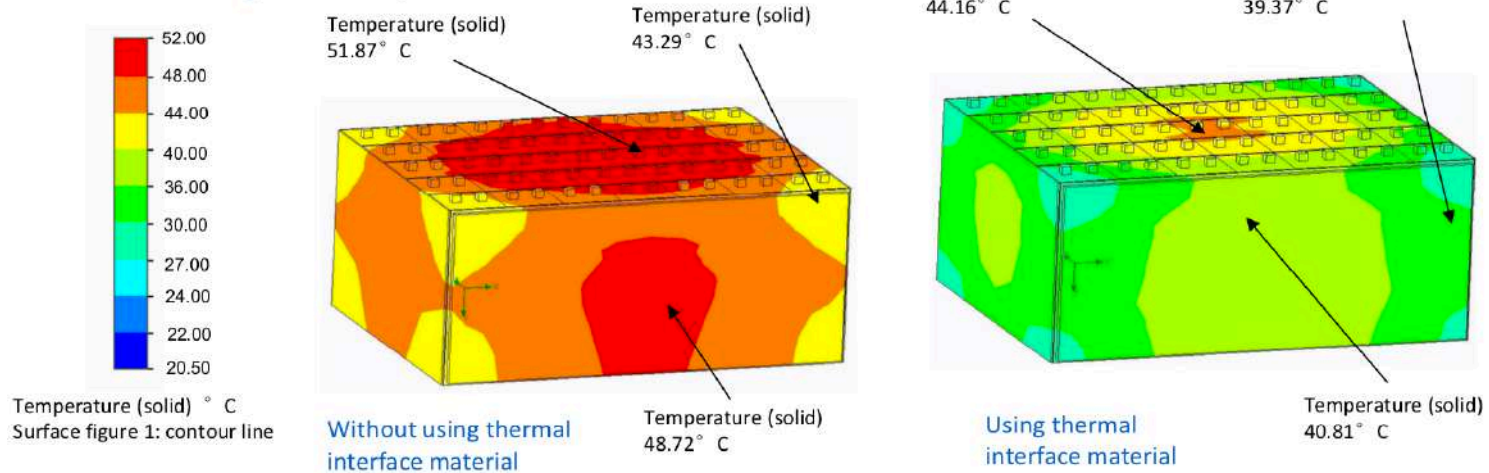 52.00
48.00
44.00
40.00
36.00
30.00
27.00
24.00
22.00
20.50
Temperature (solid) ° C
Surface figure 1: contour line
Temperature (solid)
51.87° C
Temperature (solid)
43.29° C
Temperature (solid)
48.72° C
Without using thermal
interface material
44.16° C
39.37° C
Temperature (solid)
40.81° C
Using thermal
interface material